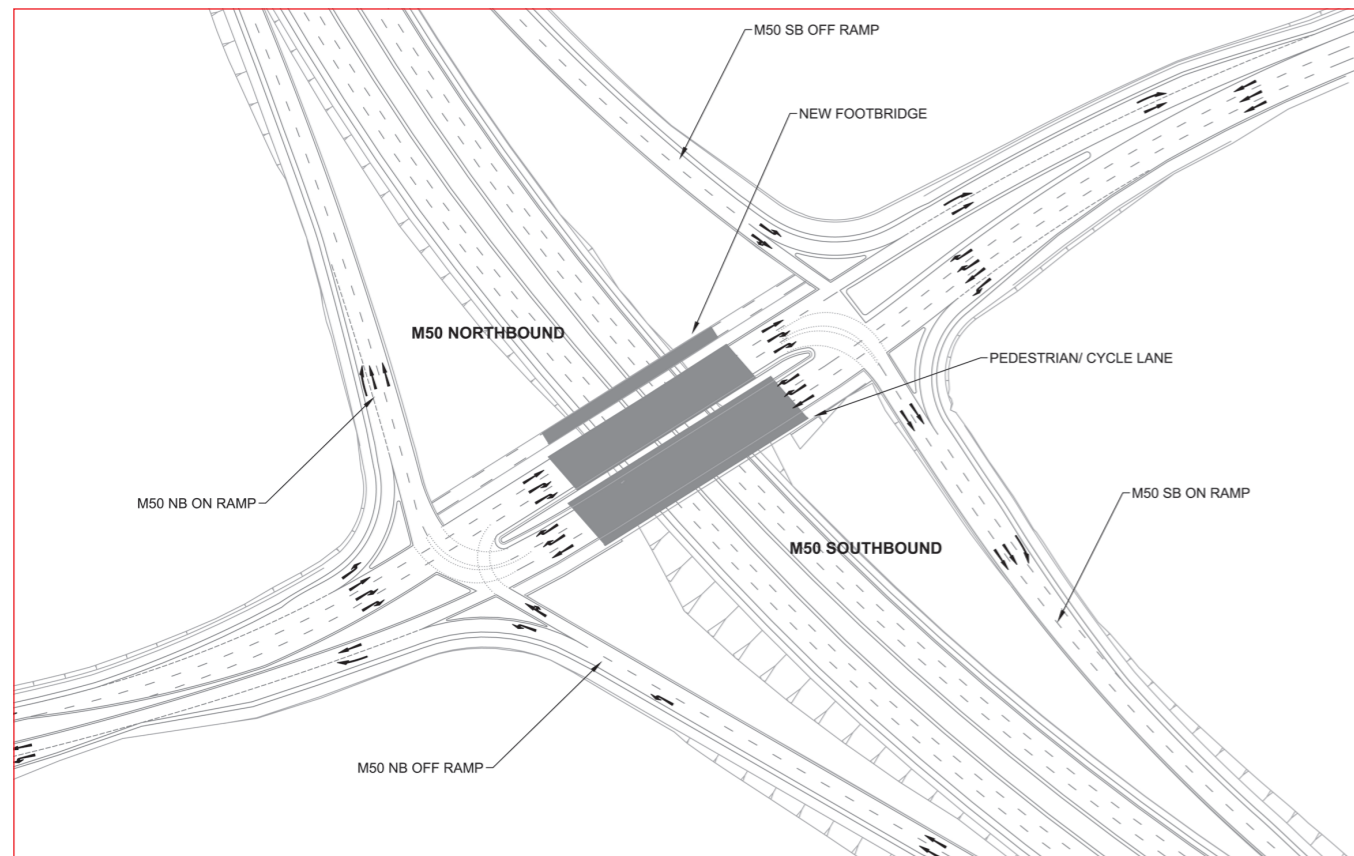 M50 SB OFF RAMP
NEW FOOTBRIDGE
M50 NORTHBOUND
PEDESTRIAN/ CYCLE LANE
M50 NB ON RAMP
M50 SB ON RAMP
M50 SOUTHBOUND
M50 NB OFF RAMP